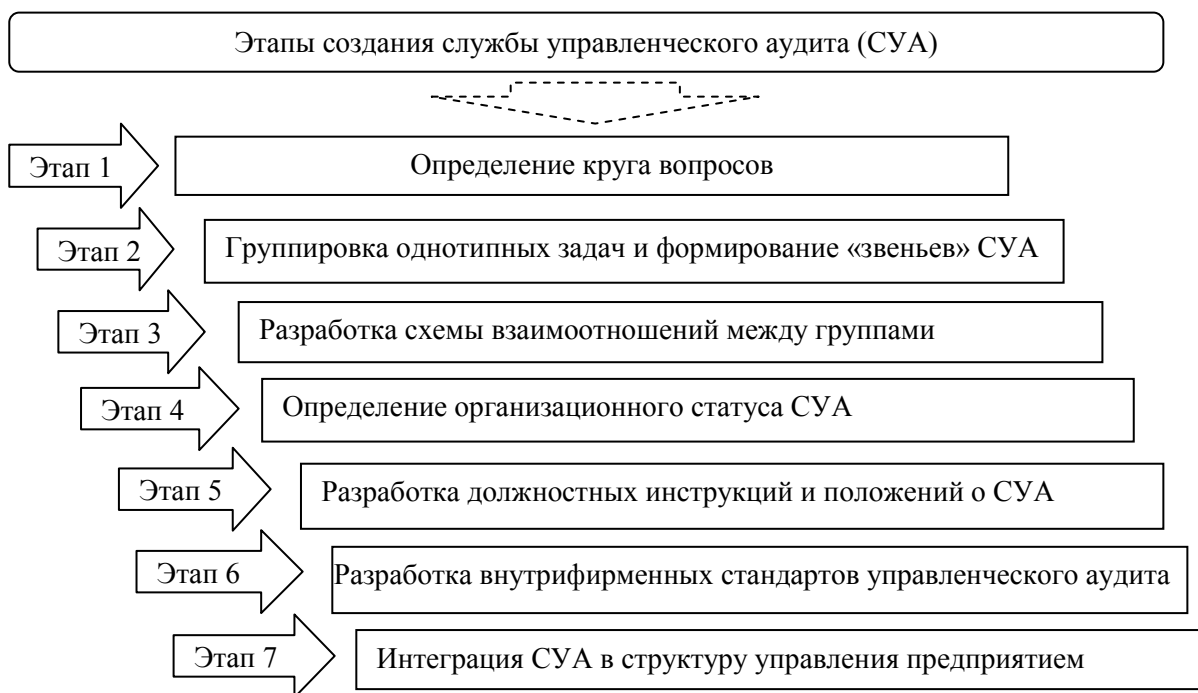 Этапы создания службы управленческого аудита (СУА)
Этап 1
Определение круга вопросов
Этап 2
Группировка однотипных задач и формирование «звеньев» СУА
Этап 3
Разработка схемы взаимоотношений между группами
Этап 4
Определение организационного статуса СУА
Этап 5
Разработка должностных инструкций и положений о СУА
Этап 6
Разработка внутрифирменных стандартов управленческого аудита
Этап 7
Интеграция СУА в структуру управления предприятием